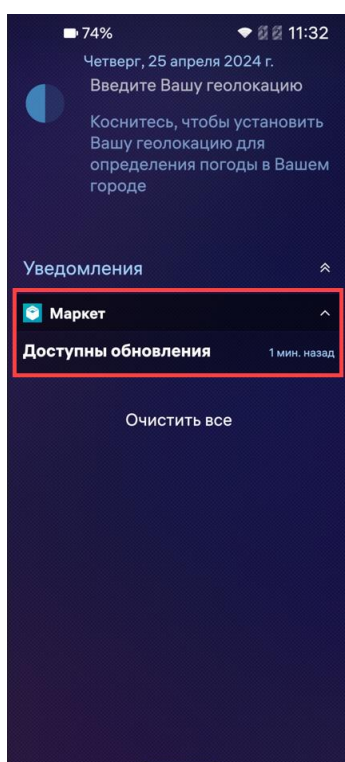 74%
11:32
Четверг, 25 апреля 2024 г.
Введите Вашу геолокацию
Коснитесь, чтобы установить
Вашу геолокацию для
определения погоды в Вашем
городе
Уведомления
Маркет
Доступны обновления 1 мин. назад
Очистить все